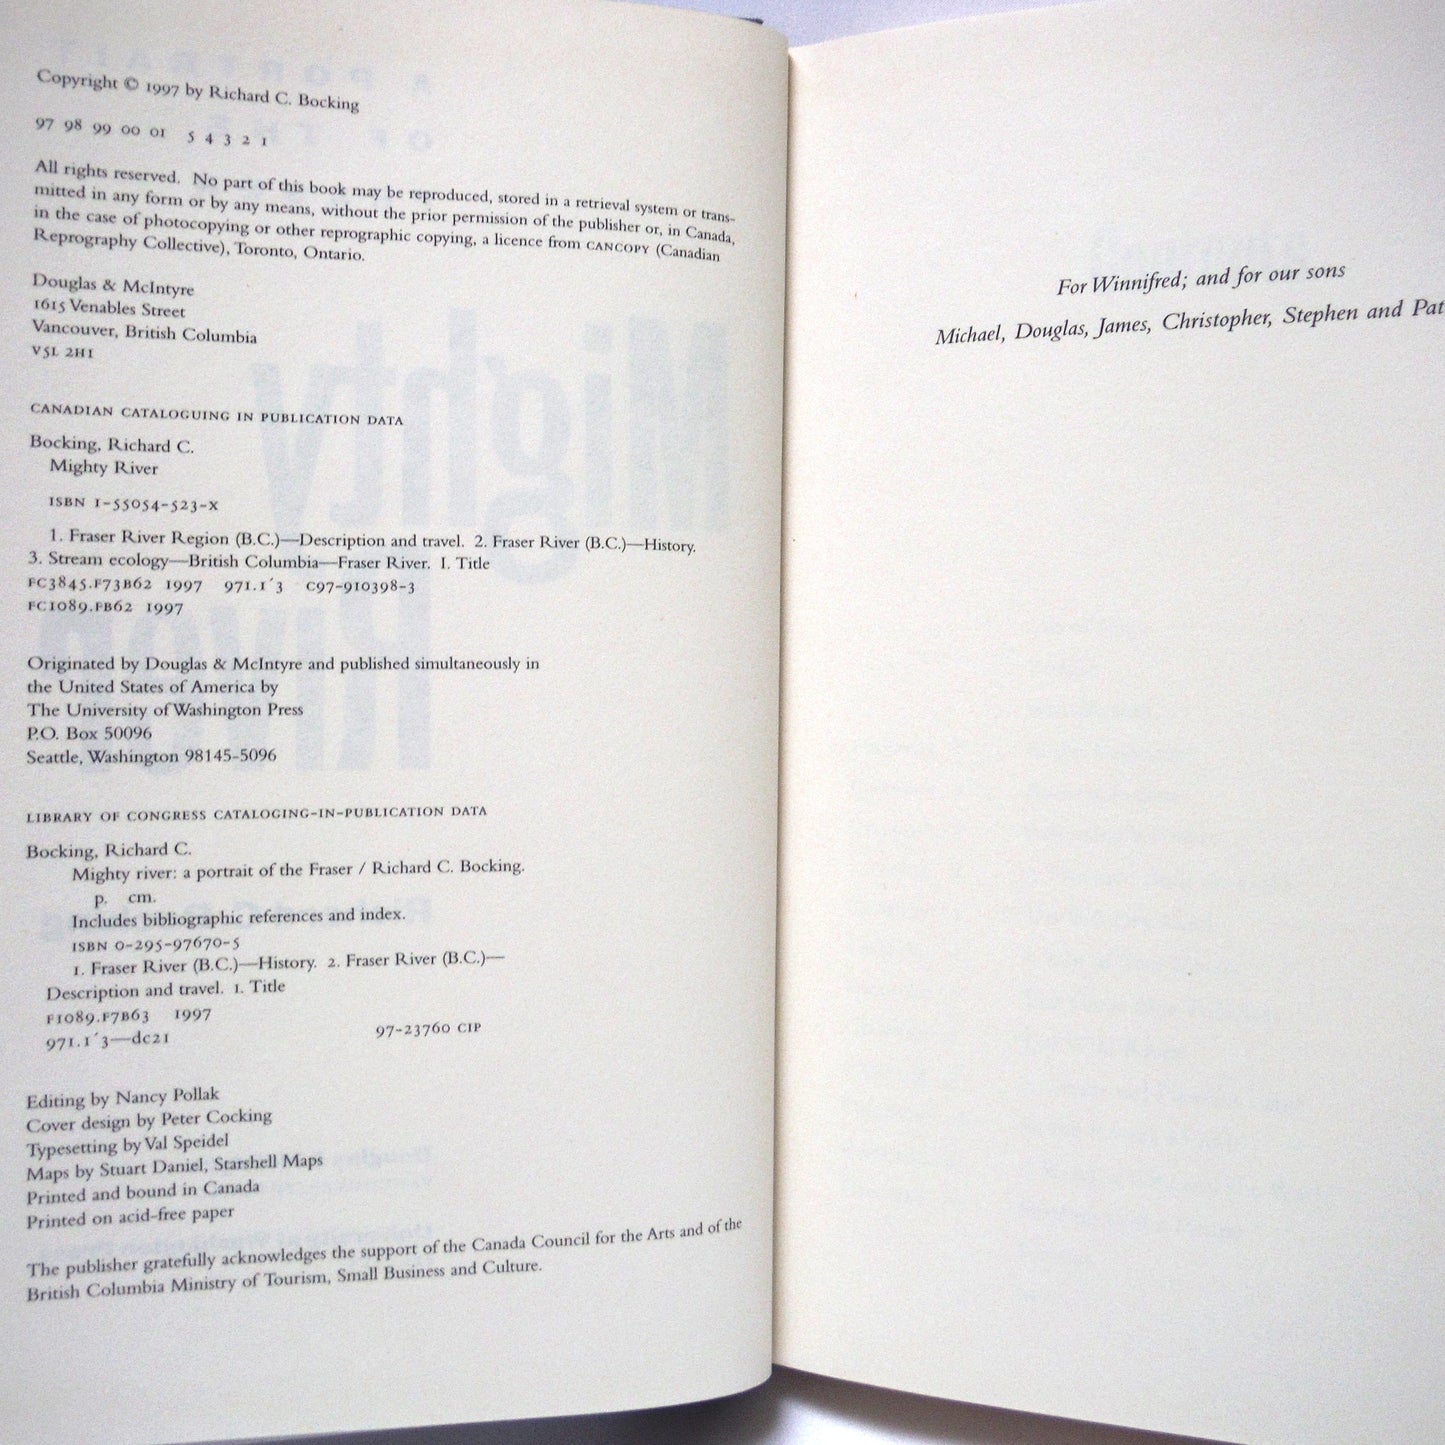 Copyright © 1997 by Richard C. Bocking
97 98 99 00 01 5 4 3 2 1
All rights reserved. No part of this book may be reproduced, stored in a retrieval system or trans-
mitted in any form or by any means, without the prior permission of the publisher or, in Canada,
in the case of photocopying or other reprographic copying, a licence from CANCOPY (Canadian
Reprography Collective), Toronto, Ontario.
Douglas & McIntyre
1615 Venables Street
Vancouver, British Columbia
V5L 2H1
CANADIAN CATALOGUING IN PUBLICATION DATA
Bocking, Richard C.
Mighty River
ISBN 1-55054-523-X
1. Fraser River Region (B.C.)—Description and travel. 2. Fraser River (B.C.)—History.
3. Stream ecology—British Columbia—Fraser River. I. Title
FC3845.F73B62 1997 971.1´3 C97-910398-3
FC1089.FB62 1997
Originated by Douglas & McIntyre and published simultaneously in
the United States of America by
The University of Washington Press
P.O. Box 50096
Seattle, Washington 98145-5096
LIBRARY OF CONGRESS CATALOGING-IN-PUBLICATION DATA
Bocking, Richard C.
Mighty river: a portrait of the Fraser / Richard C. Bocking.
p. cm.
Includes bibliographic references and index.
ISBN 0-295-97670-5
1. Fraser River (B.C.)—History. 2. Fraser River (B.C.)—
Description and travel. 1. Title
F1089.F7B63 1997
971.1´3—dc21 97-23760 CIP
Editing by Nancy Pollak
Cover design by Peter Cocking
Typesetting by Val Speidel
Maps by Stuart Daniel, Starshell Maps
Printed and bound in Canada
Printed on acid-free paper
The publisher gratefully acknowledges the support of the Canada Council for the Arts and of the
British Columbia Ministry of Tourism, Small Business and Culture.
For Winnifred; and for our sons
Michael, Douglas, James, Christopher, Stephen and Pat